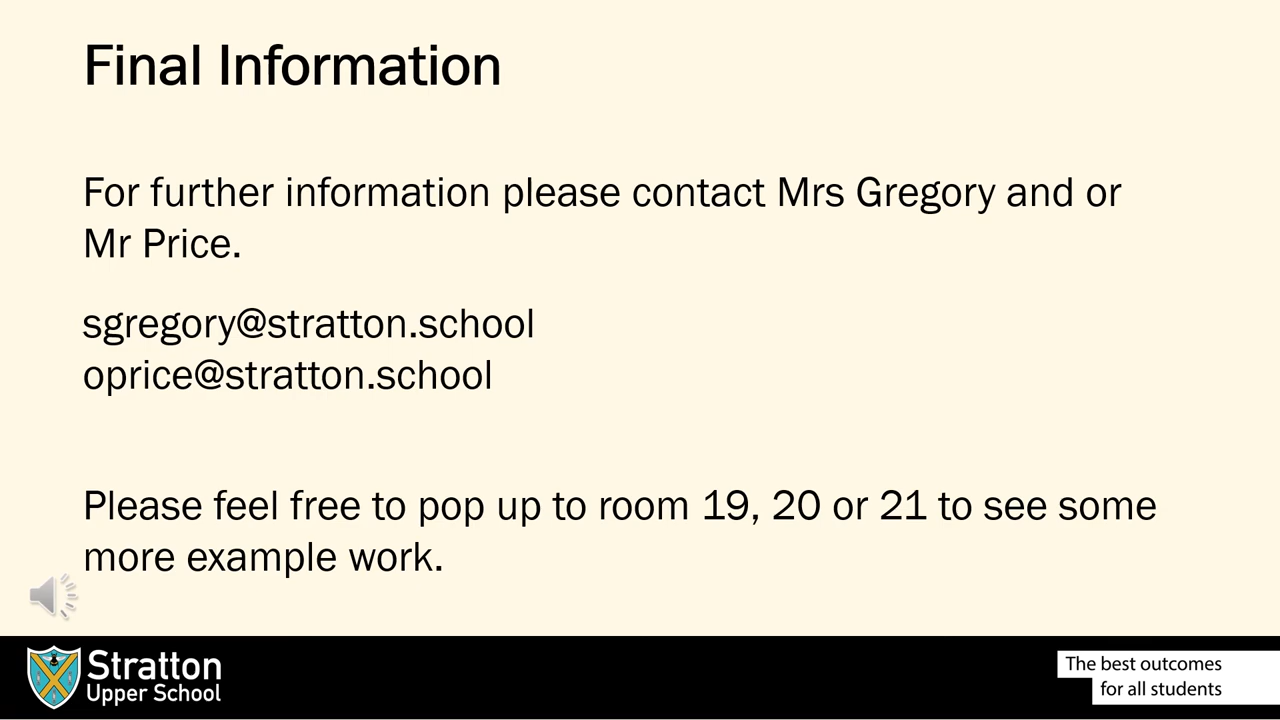 Final Information
For further information please contact Mrs Gregory and or
Mr Price.
sgregory@stratton.school
oprice@stratton.school
Please feel free to pop up to room 19, 20 or 21 to see some
more example work.
Stratton
Upper School
The best outcomes
for all students